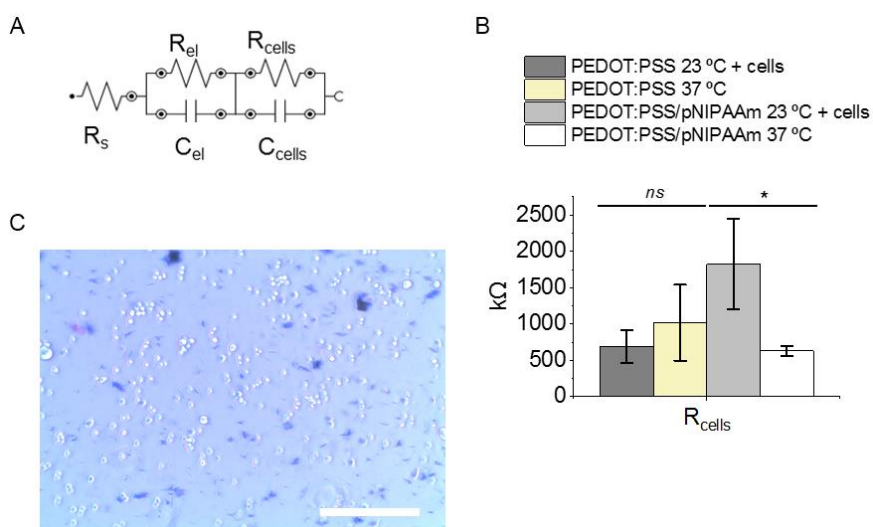 A
R_el
R_cells
R_s
C_el
C_cells
B
PEDOT:PSS 23 ºC + cells
PEDOT:PSS 37 ºC
PEDOT:PSS/pNIPAAm 23 ºC + cells
PEDOT:PSS/pNIPAAm 37 ºC
ns
*
2500
2000
1500
1000
500
0
kΩ
R_cells
C